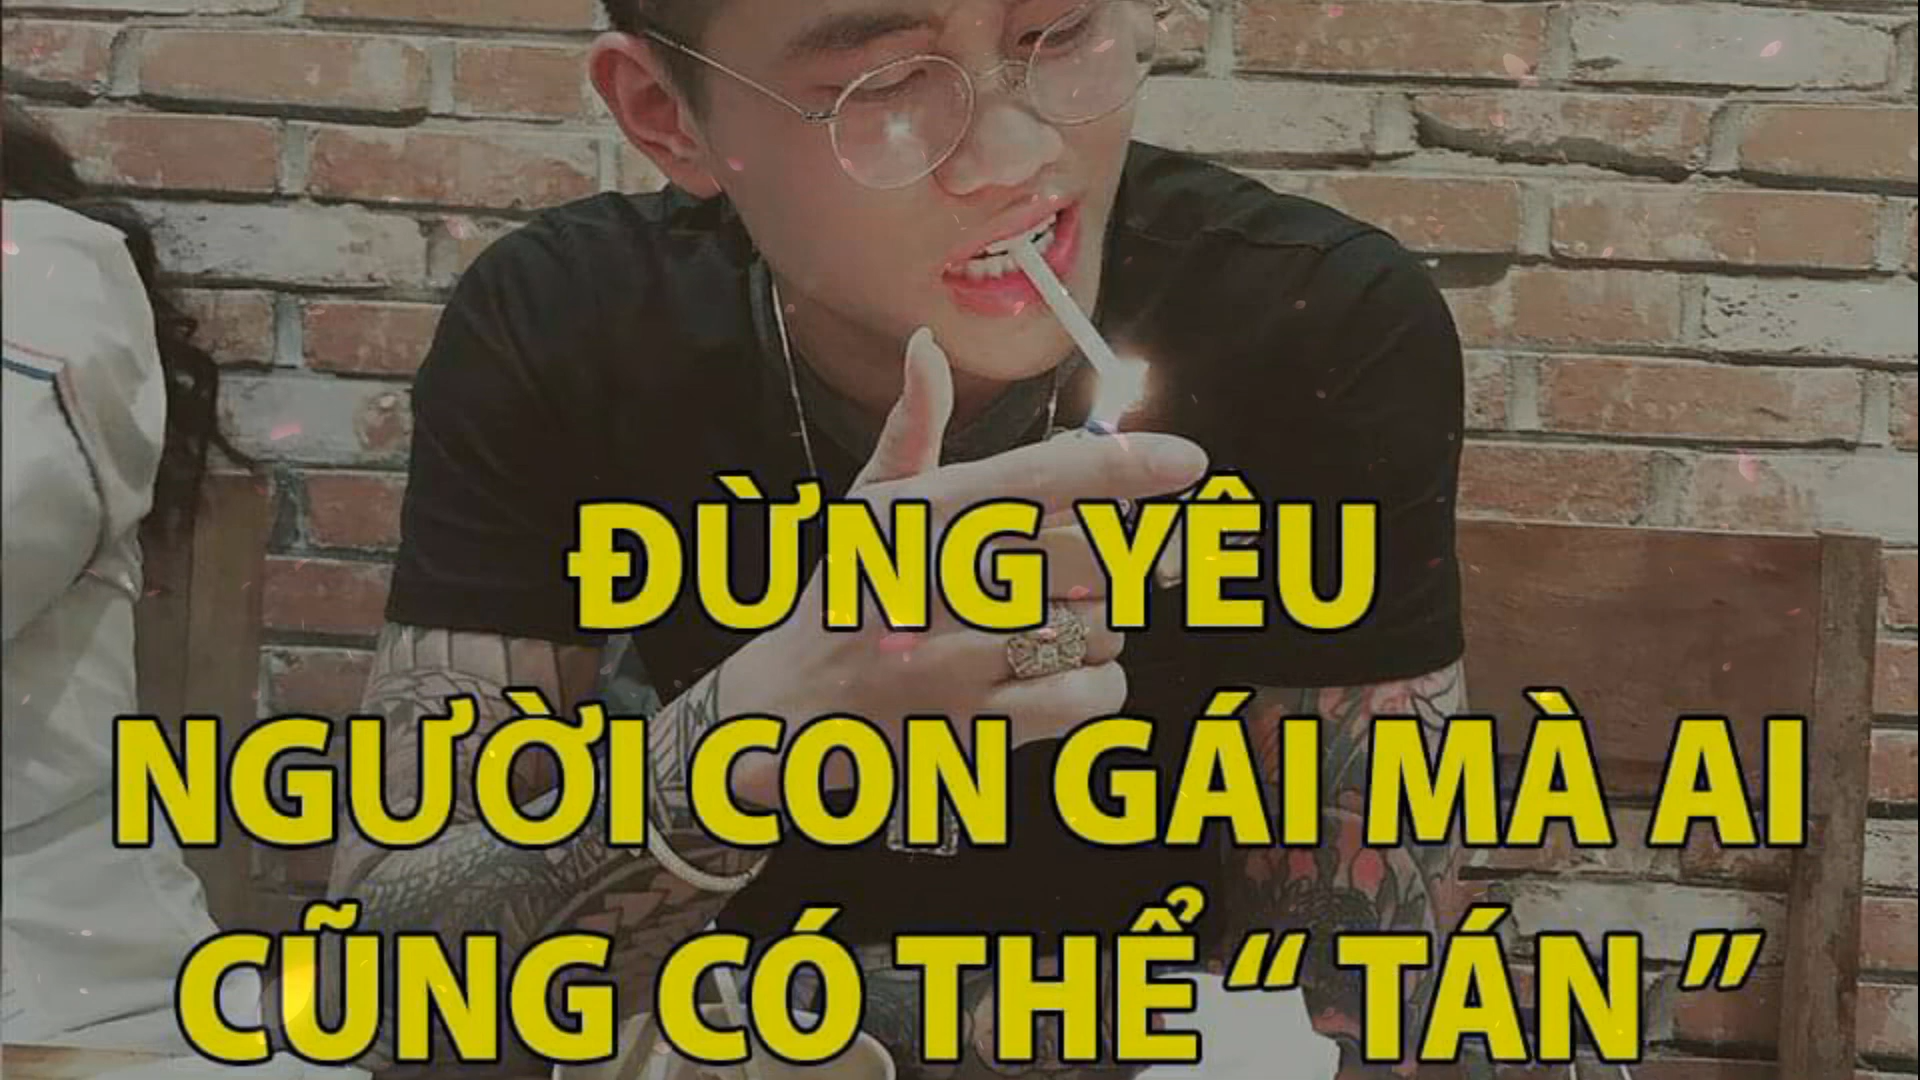 ĐỪNG YÊU
NGƯỜI CON GÁI MÀ AI
CŨNG CÓ THỂ “ TÁN ”